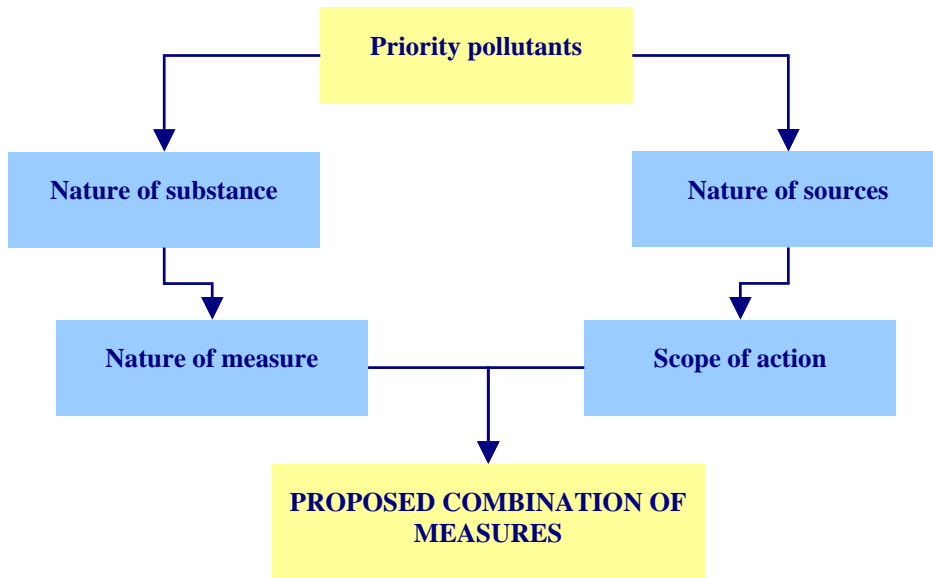 Priority pollutants
Nature of substance
Nature of sources
Nature of measure
Scope of action
PROPOSED COMBINATION OF
MEASURES